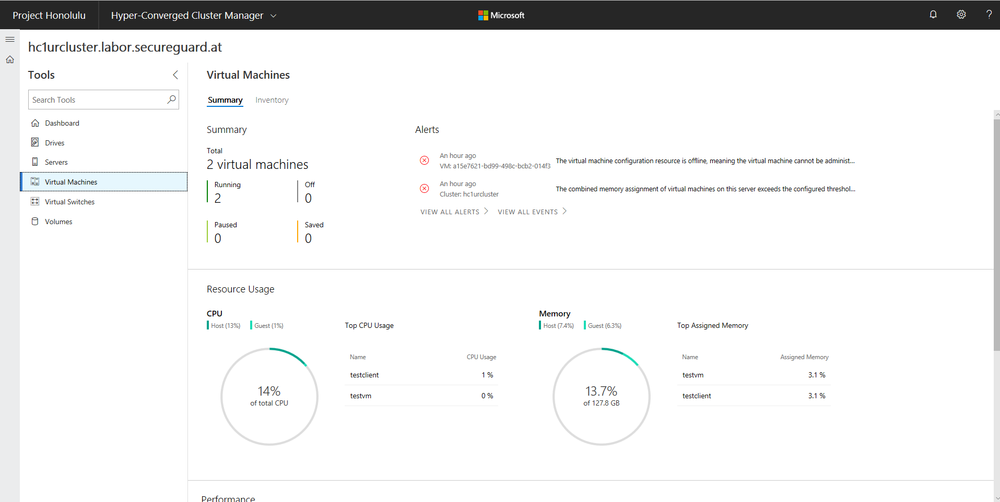 Project Honolulu
Hyper-Converged Cluster Manager
Microsoft
?
hc1urcluster.labor.secureguard.at
Tools
Search Tools
Dashboard
Drives
Servers
Virtual Machines
Virtual Switches
Volumes
Virtual Machines
Summary Inventory
Summary
Total
2 virtual machines
Running
2
Off
0
Paused
0
Saved
0
Alerts
An hour ago
VM: a15e7621-bd99-498c-bcb2-014f3
The virtual machine configuration resource is offline, meaning the virtual machine cannot be administ...
An hour ago
Cluster: hc1urcluster
The combined memory assignment of virtual machines on this server exceeds the configured threshol...
VIEW ALL ALERTS VIEW ALL EVENTS
Resource Usage
CPU
Host (13%) Guest (1%)
14%
of total CPU
Top CPU Usage
Name CPU Usage
testclient 1 %
testvm 0 %
Memory
Host (7.4%) Guest (6.3%)
13.7%
of 127.8 GB
Top Assigned Memory
Name Assigned Memory
testvm 3.1 %
testclient 3.1 %
Performance